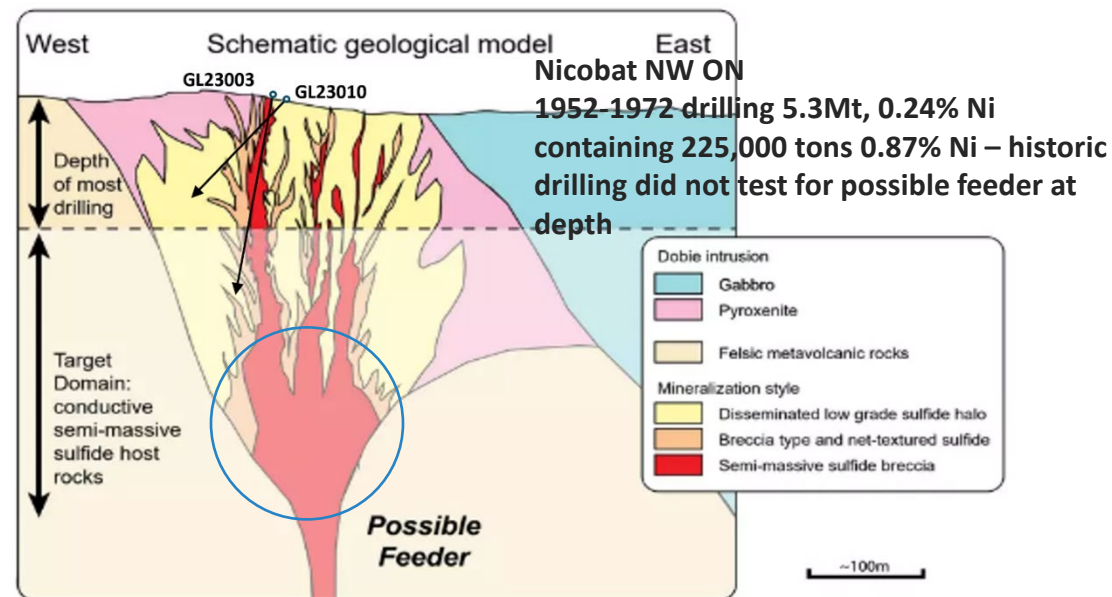 West
Schematic geological model
East
GL23003
GL23010
Nicobat NW ON
1952-1972 drilling 5.3Mt, 0.24% Ni
containing 225,000 tons 0.87% Ni – historic
drilling did not test for possible feeder at
depth
Depth
of most
drilling
Target
Domain:
conductive
semi-massive
sulfide host
rocks
Possible
Feeder
Dobie intrusion
Gabbro
Pyroxenite
Felsic metavolcanic rocks
Mineralization style
Disseminated low grade sulfide halo
Breccia type and net-textured sulfide
Semi-massive sulfide breccia
~100m